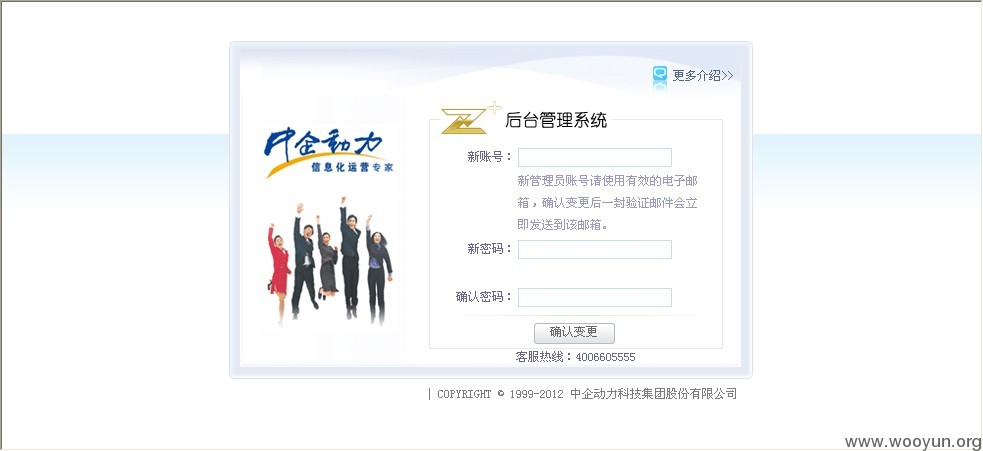 更多介绍>>
中企动力
信息化运营专家
后台管理系统
新账号：
新管理员账号请使用有效的电子邮
箱，确认变更后一封验证邮件会立
即发送到该邮箱。
新密码：
确认密码：
确认变更
客服热线：4006605555
| COPYRIGHT © 1999-2012 中企动力科技集团股份有限公司
www.wooyun.org